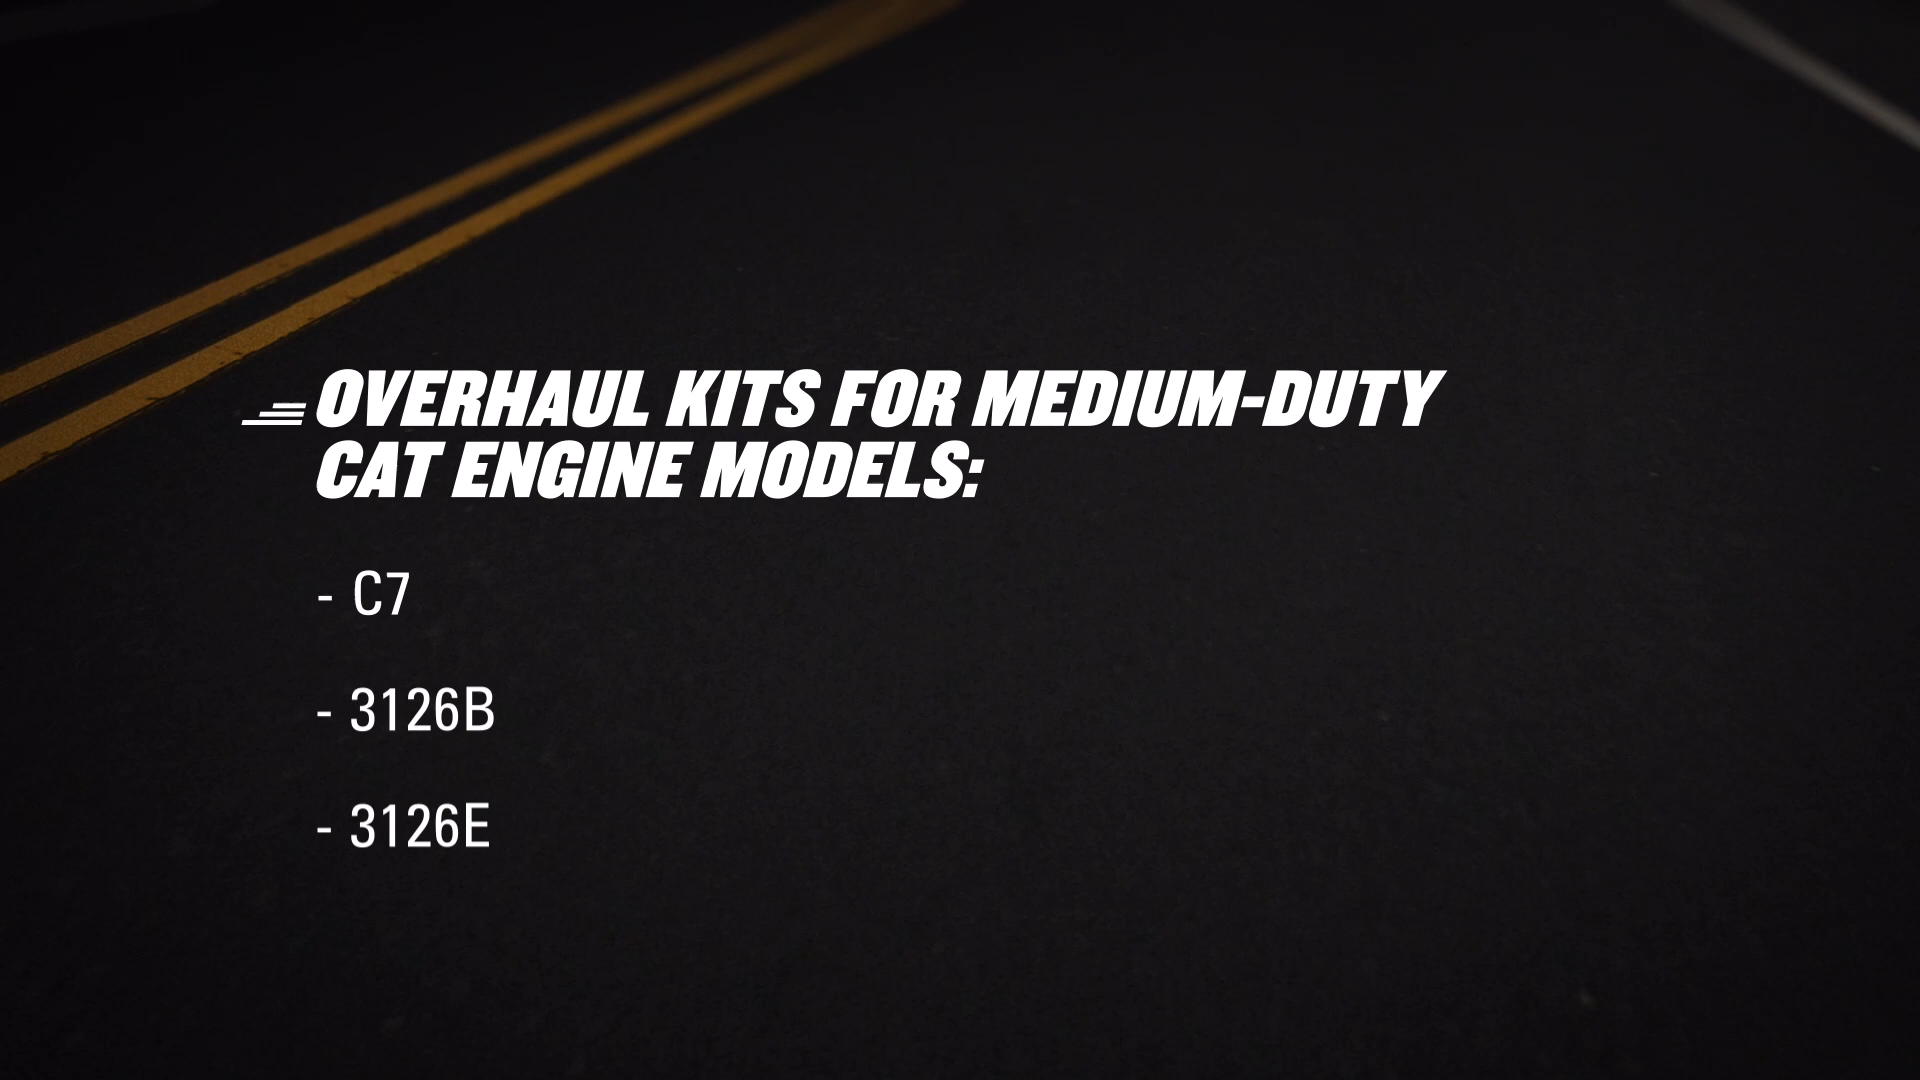 OVERHAUL KITS FOR MEDIUM-DUTY
CAT ENGINE MODELS:
- C7
- 3126B
- 3126E